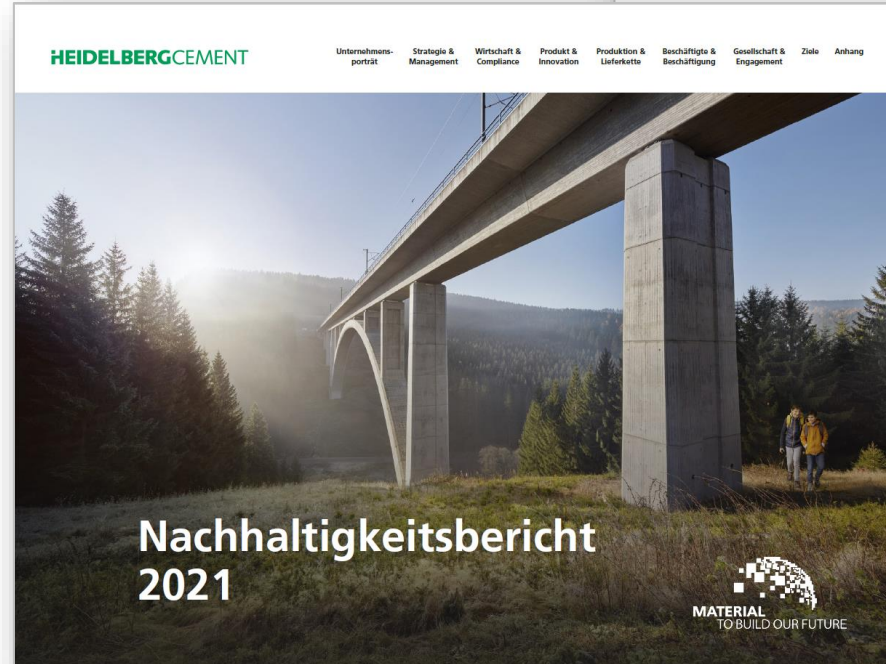 HEIDELBERGCEMENT
Unternehmens-
porträt
Strategie &
Management
Wirtschaft &
Compliance
Produkt &
Innovation
Produktion &
Lieferkette
Beschäftigte &
Beschäftigung
Gesellschaft &
Engagement
Ziele
Anhang
Nachhaltigkeitsbericht
2021
MATERIAL
TO BUILD OUR FUTURE